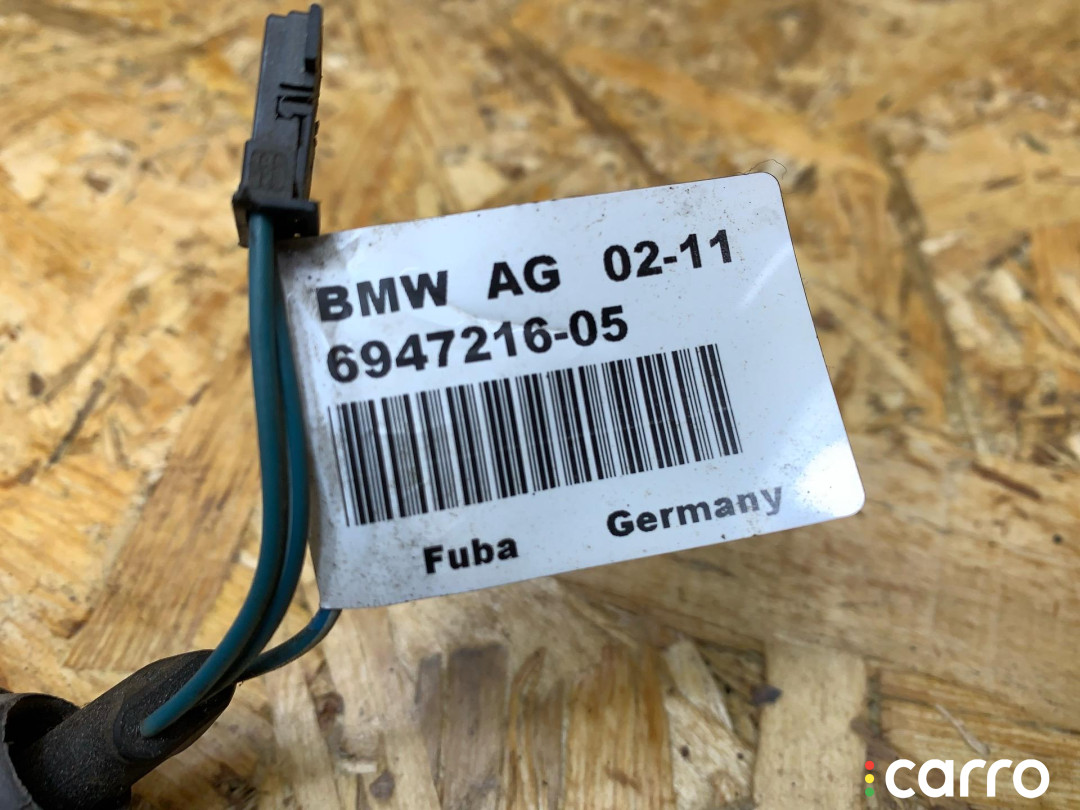 BMW AG 02-11
6947216-05
Fuba Germany
carro